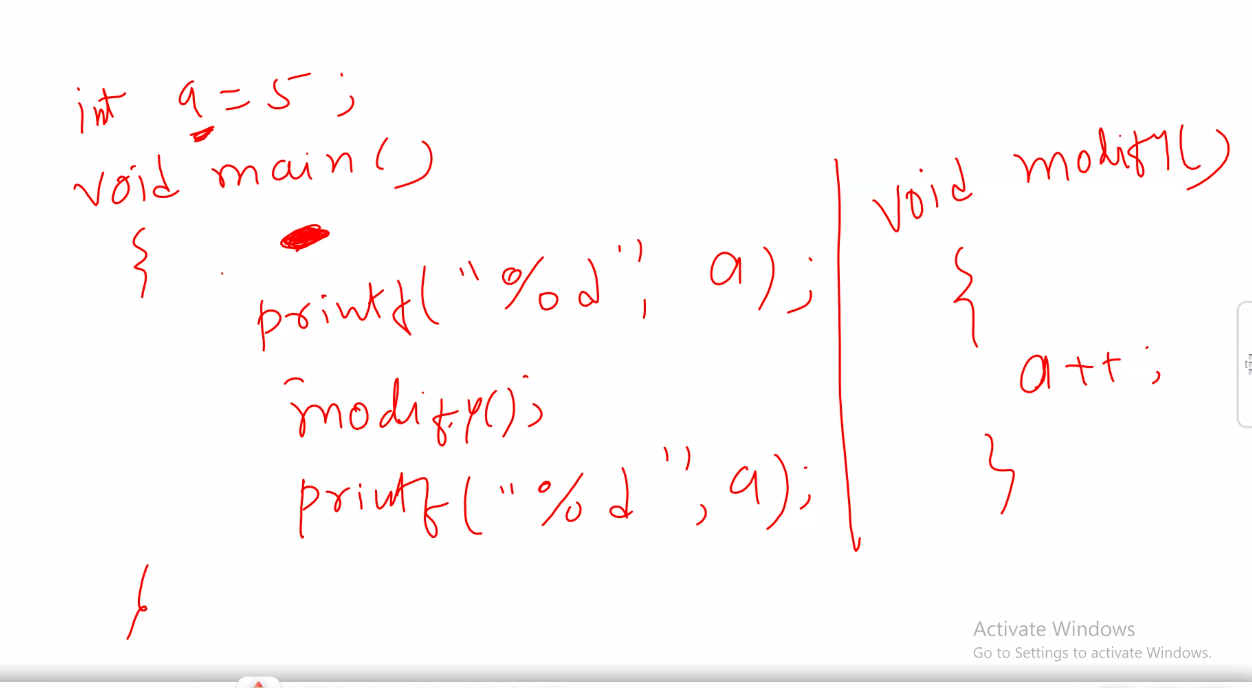 int a = 5 ;
void main()
{
printf("%d", a);
modify();
printf("%d", a);
}
void modify()
{
a++ ;
}
Activate Windows
Go to Settings to activate Windows.